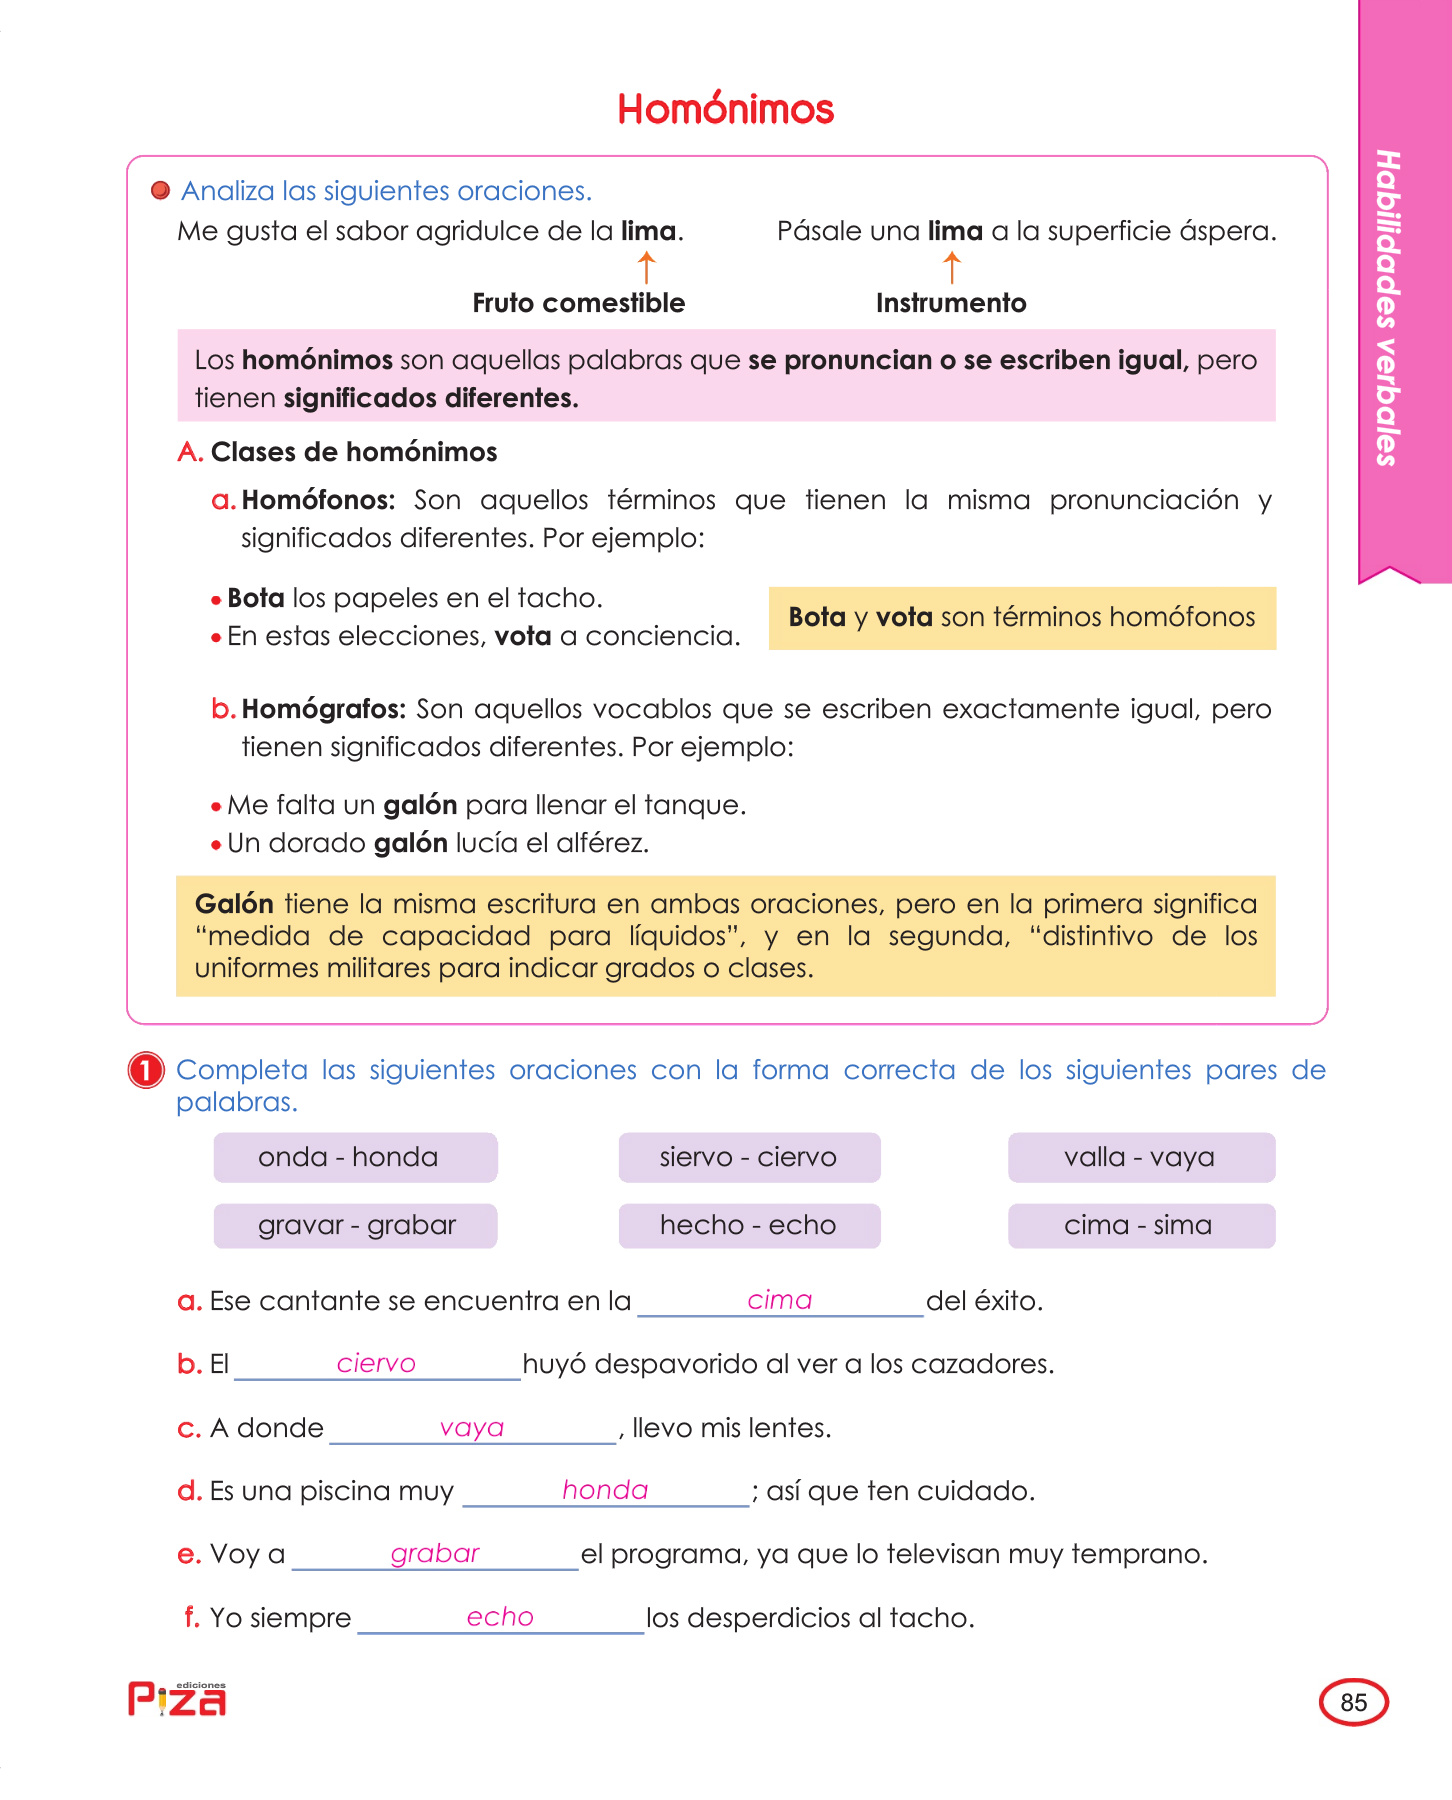 Homónimos
Habilidades verbales
Analiza las siguientes oraciones.
Me gusta el sabor agridulce de la lima. Pásale una lima a la superficie áspera.
Fruto comestible Instrumento
Los homónimos son aquellas palabras que se pronuncian o se escriben igual, pero
tienen significados diferentes.
A. Clases de homónimos
a. Homófonos: Son aquellos términos que tienen la misma pronunciación y
significados diferentes. Por ejemplo:
• Bota los papeles en el tacho.
• En estas elecciones, vota a conciencia.
Bota y vota son términos homófonos
b. Homógrafos: Son aquellos vocablos que se escriben exactamente igual, pero
tienen significados diferentes. Por ejemplo:
• Me falta un galón para llenar el tanque.
• Un dorado galón lucía el alférez.
Galón tiene la misma escritura en ambas oraciones, pero en la primera significa
“medida de capacidad para líquidos”, y en la segunda, “distintivo de los
uniformes militares para indicar grados o clases.
1 Completa las siguientes oraciones con la forma correcta de los siguientes pares de
palabras.
onda - honda siervo - ciervo valla - vaya
gravar - grabar hecho - echo cima - sima
a. Ese cantante se encuentra en la cima del éxito.
b. El ciervo huyó despavorido al ver a los cazadores.
c. A donde vaya, llevo mis lentes.
d. Es una piscina muy honda; así que ten cuidado.
e. Voy a grabar el programa, ya que lo televisan muy temprano.
f. Yo siempre echo los desperdicios al tacho.
ediciones
Piza
85